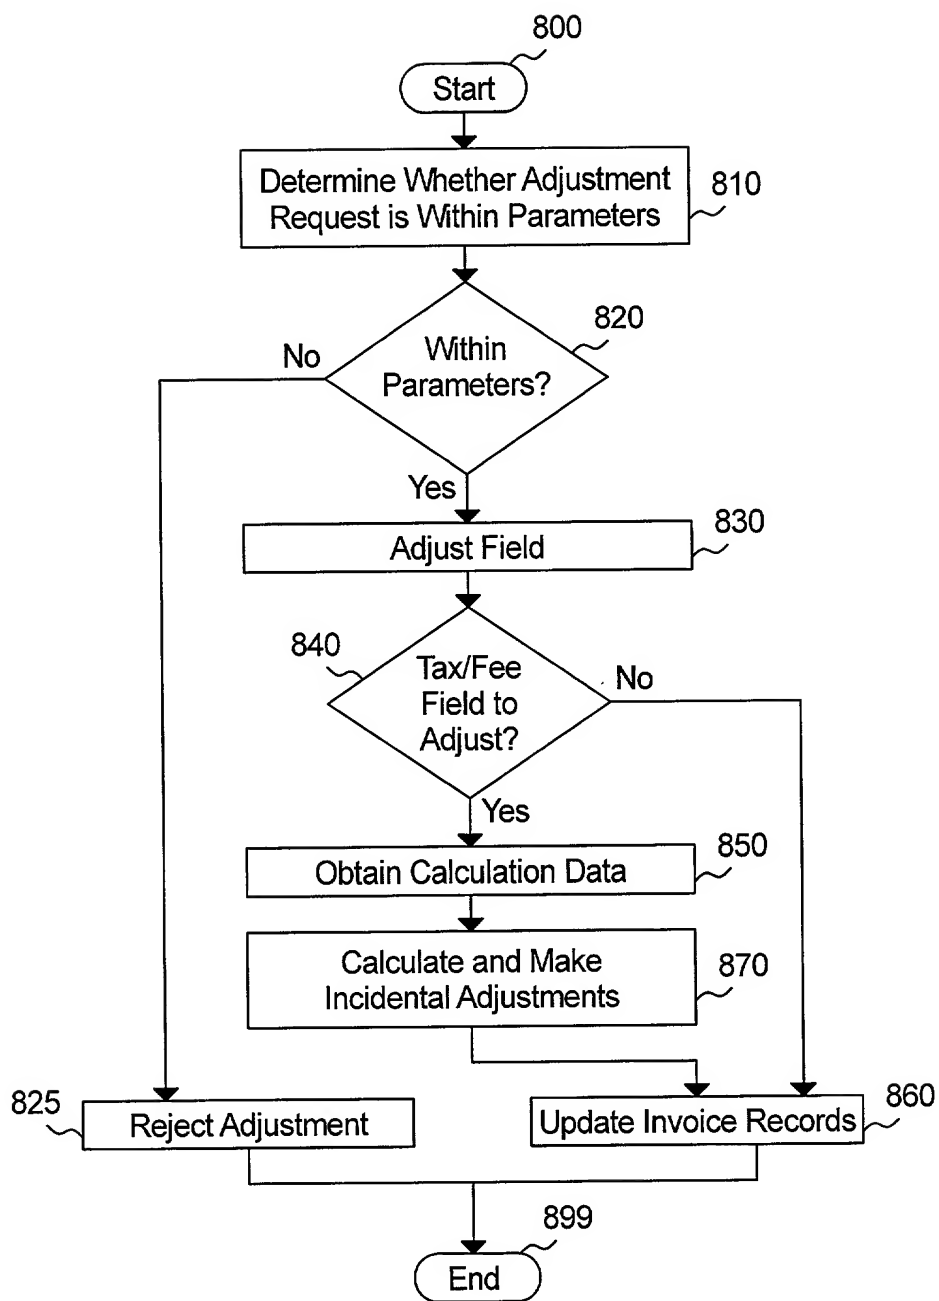 800
Start
Determine Whether Adjustment
Request is Within Parameters
810
820
Within
Parameters?
No
Yes
830
Adjust Field
840
Tax/Fee
Field to
Adjust?
No
Yes
850
Obtain Calculation Data
Calculate and Make
Incidental Adjustments
870
825
Reject Adjustment
860
Update Invoice Records
899
End